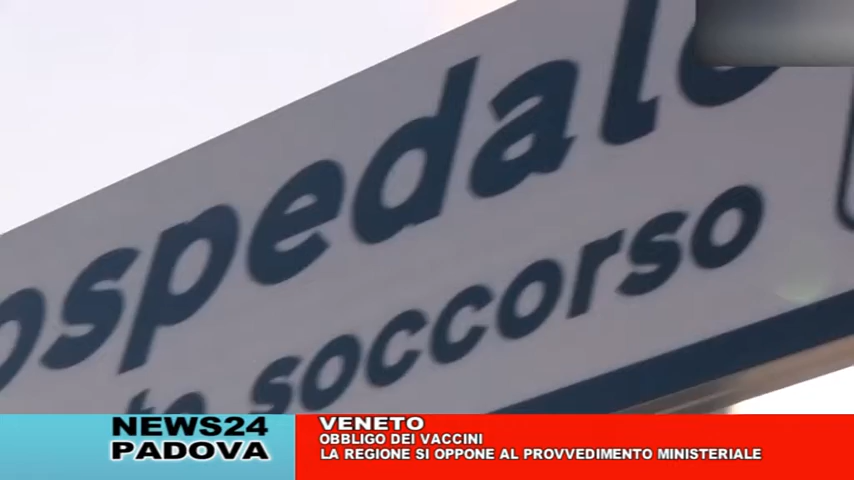 ospedale
soccorso
NEWS24
PADOVA
VENETO
OBBLIGO DEI VACCINI
LA REGIONE SI OPPONE AL PROVVEDIMENTO MINISTERIALE